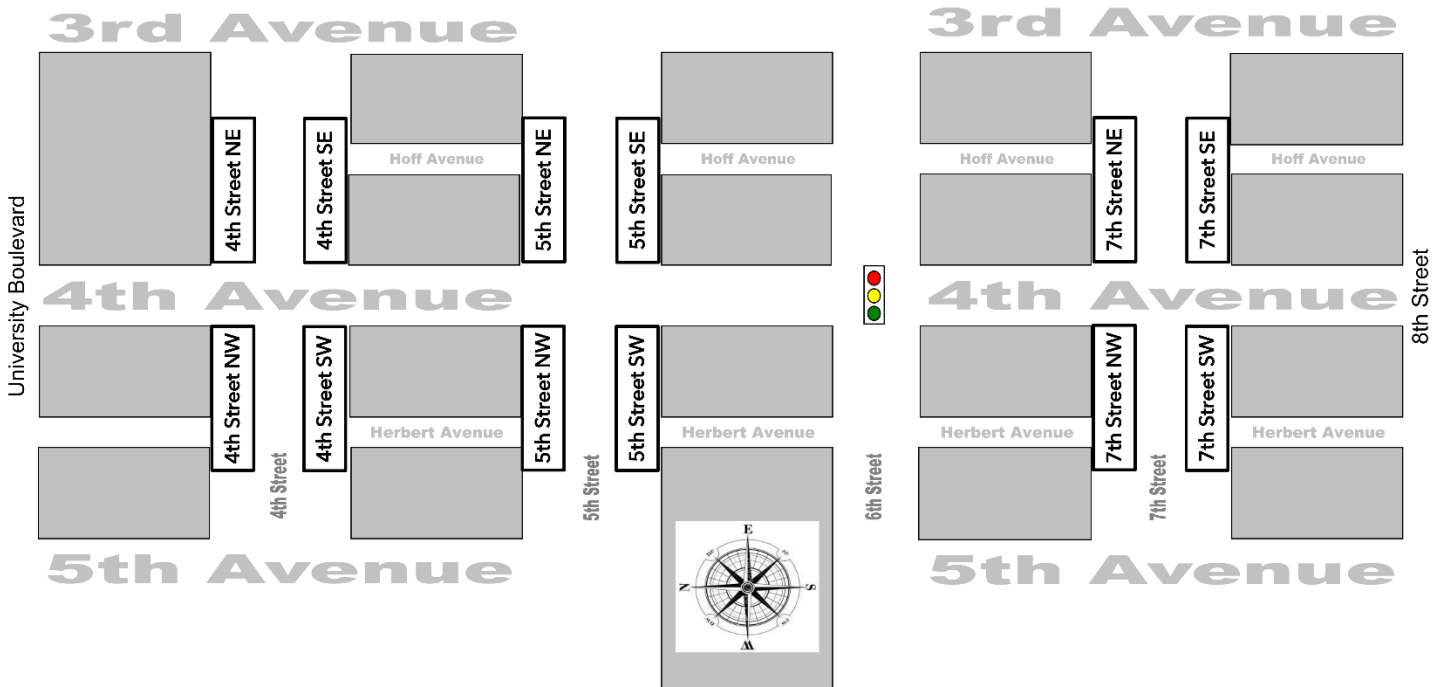 3rd Avenue
3rd Avenue
University Boulevard
4th Street NE
4th Street SE
Hoff Avenue
5th Street NE
5th Street SE
Hoff Avenue
Hoff Avenue
7th Street NE
7th Street SE
Hoff Avenue
8th Street
4th Avenue
4th Avenue
4th Street NW
4th Street SW
Herbert Avenue
5th Street NW
5th Street SW
Herbert Avenue
Herbert Avenue
7th Street NW
7th Street SW
Herbert Avenue
4th Street
5th Street
6th Street
7th Street
5th Avenue
5th Avenue
E
N
S
W